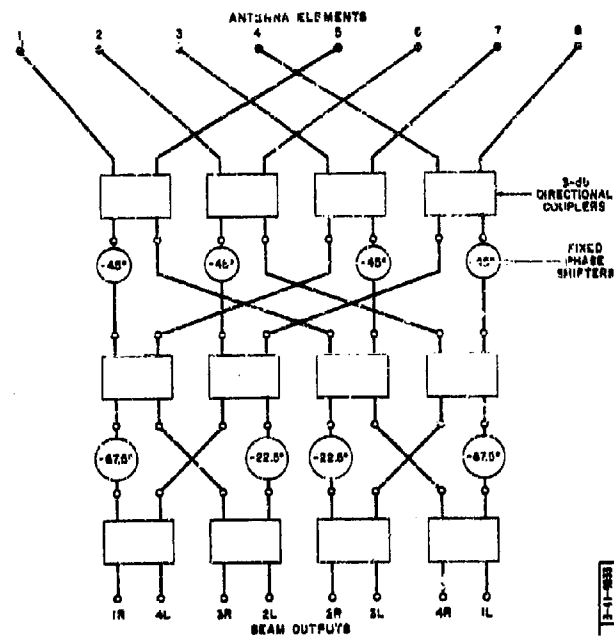 ANTENNA ELEMENTS
1 2 3 4 5 6 7 8
3-db
DIRECTIONAL
COUPLERS
-45° -45° -45° -45°
FIXED
PHASE
SHIFTERS
-67.5° -22.5° -22.5° -67.5°
1R 4L 3R 2L 2R 3L 4R 1L
BEAM OUTPUTS